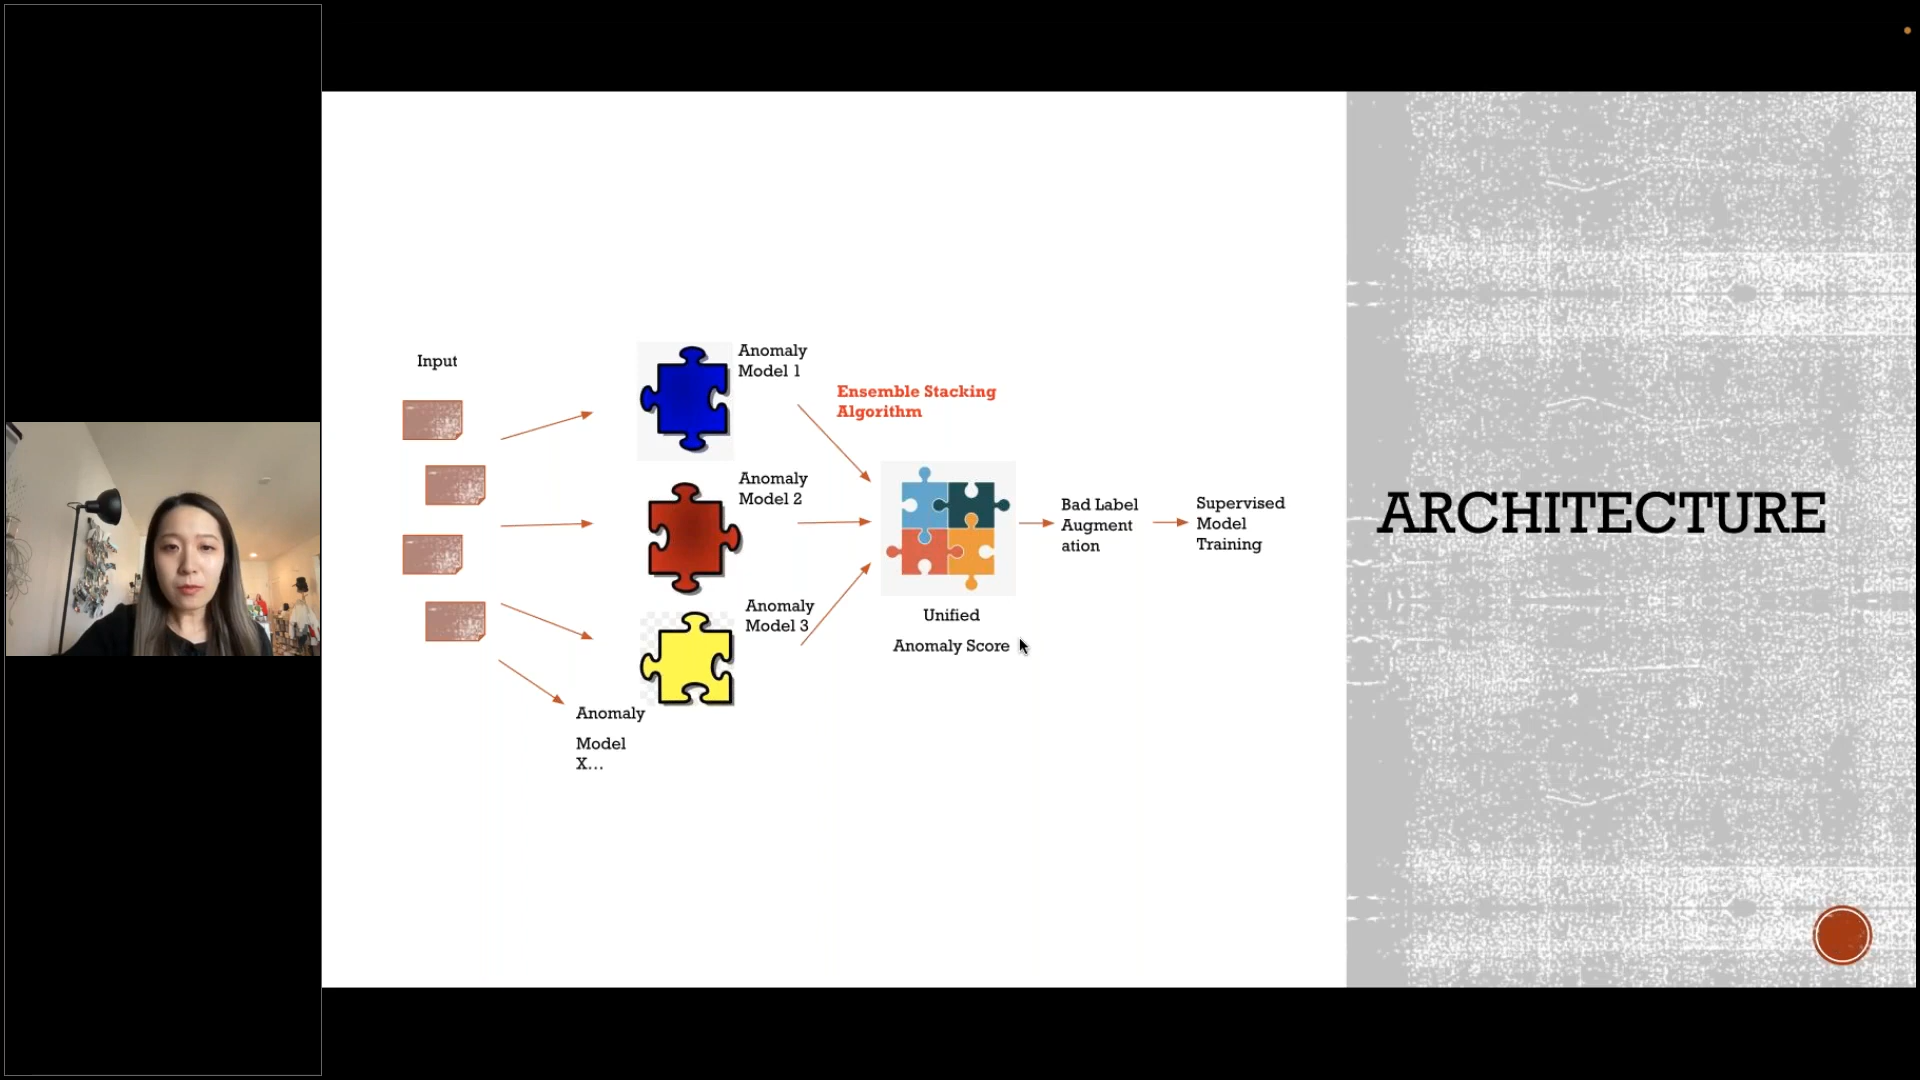 Input
Anomaly
Model 1
Ensemble Stacking
Algorithm
Anomaly
Model 2
Bad Label
Augment
ation
Supervised
Model
Training
Anomaly
Model 3
Unified
Anomaly Score
Anomaly
Model
X...
ARCHITECTURE